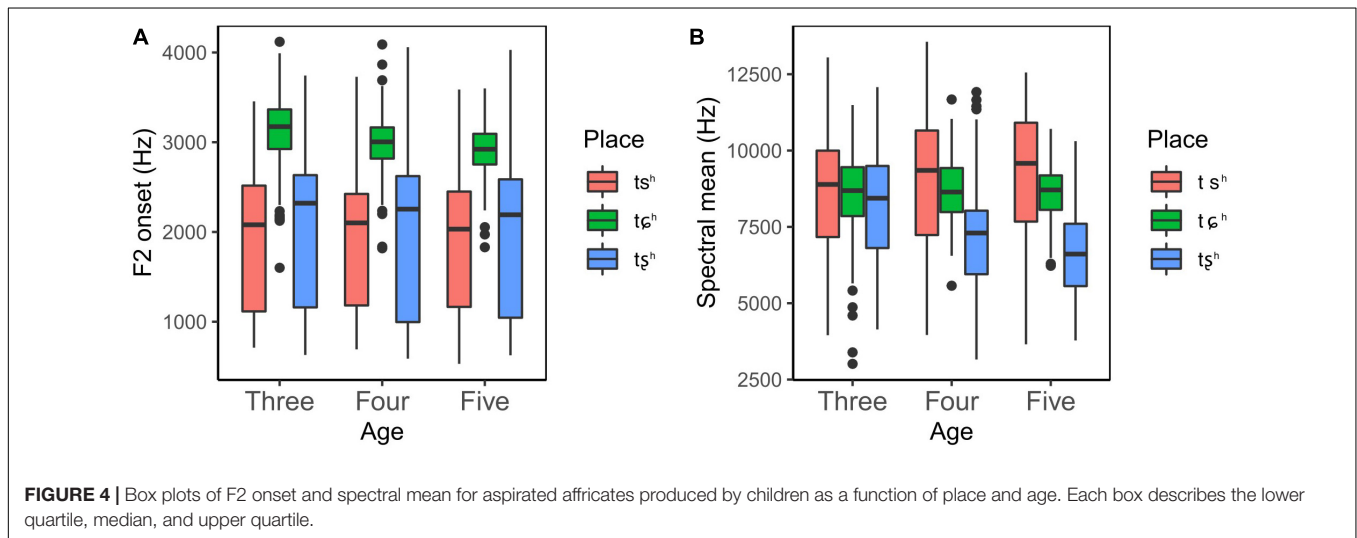 A
F2 onset (Hz)
4000
3000
2000
1000
Three Four Five
Age
Place
tsʰ
tɕʰ
tʂʰ
B
Spectral mean (Hz)
12500
10000
7500
5000
2500
Three Four Five
Age
Place
t sʰ
t ɕʰ
tʂʰ
FIGURE 4 | Box plots of F2 onset and spectral mean for aspirated affricates produced by children as a function of place and age. Each box describes the lower
quartile, median, and upper quartile.